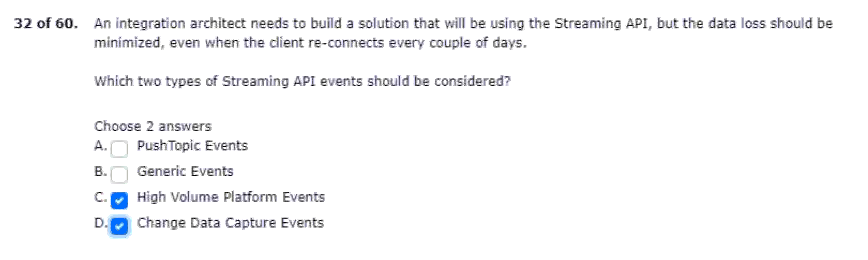 32 of 60. An integration architect needs to build a solution that will be using the Streaming API, but the data loss should be
minimized, even when the client re-connects every couple of days.
Which two types of Streaming API events should be considered?
Choose 2 answers
A. PushTopic Events
B. Generic Events
C. High Volume Platform Events
D. Change Data Capture Events